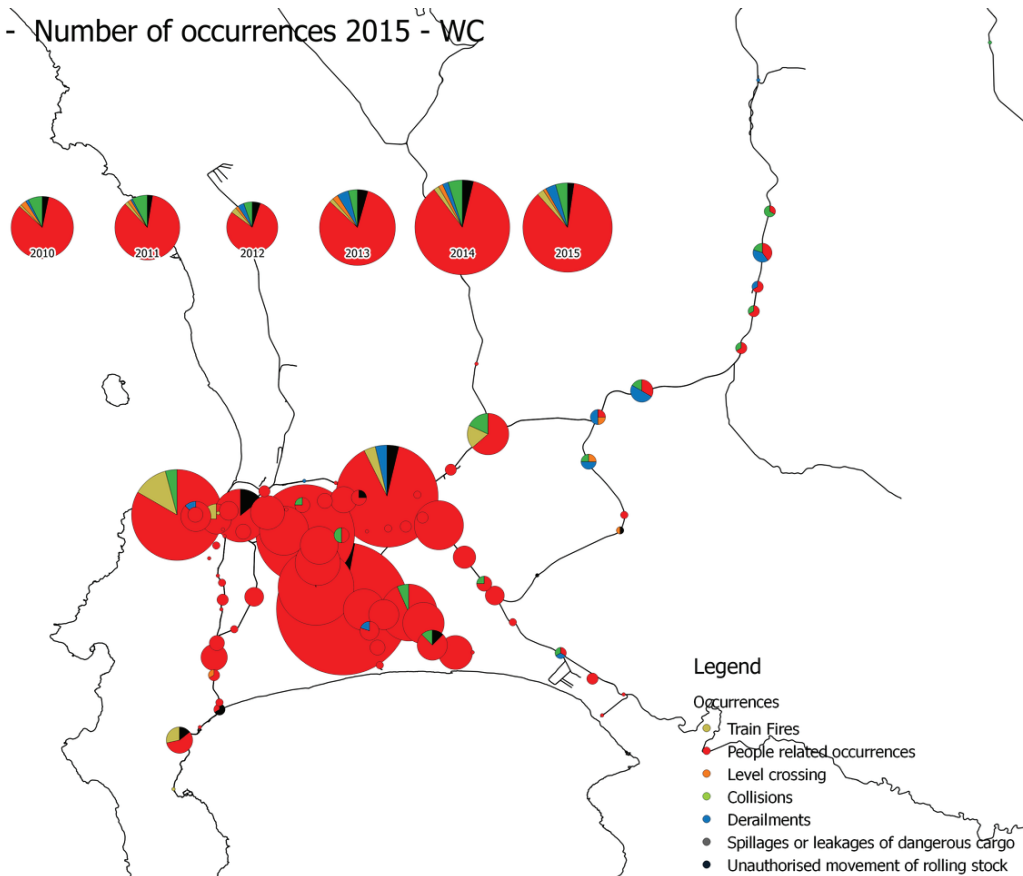 - Number of occurrences 2015 - WC
2010
2011
2012
2013
2014
2015
Legend
Occurrences
Train Fires
People related occurrences
Level crossing
Collisions
Derailments
Spillages or leakages of dangerous cargo
Unauthorised movement of rolling stock